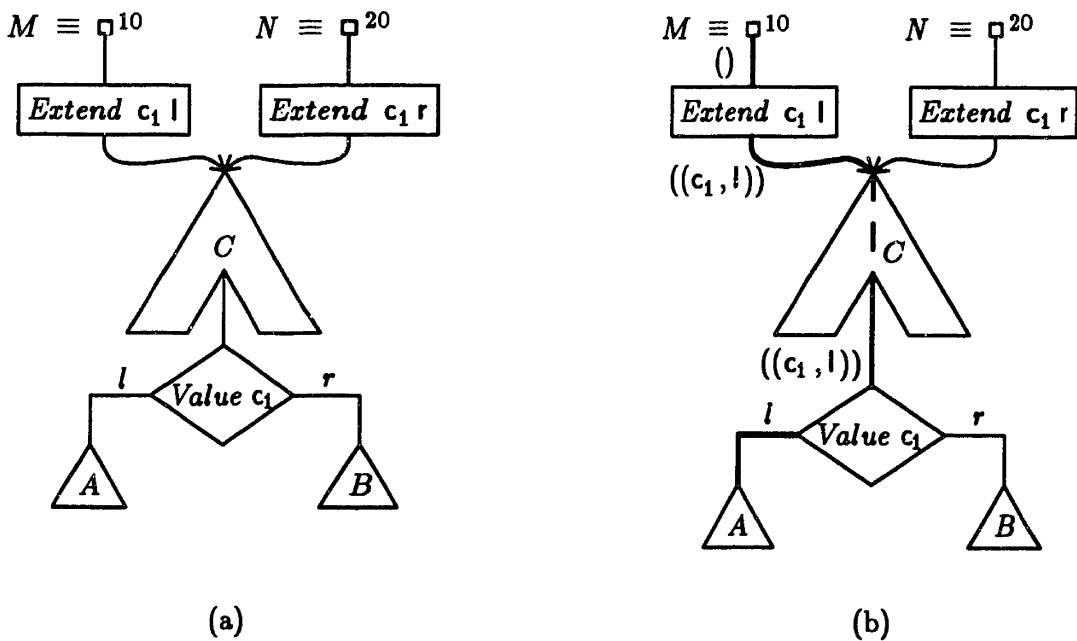 M ≡ □¹⁰ N ≡ □²⁰
Extend c₁ l Extend c₁ r
C
l Value c₁ r
A B
(a)
M ≡ □¹⁰ N ≡ □²⁰
()
Extend c₁ l Extend c₁ r
((c₁, l))
C
((c₁, l))
l Value c₁ r
A B
(b)